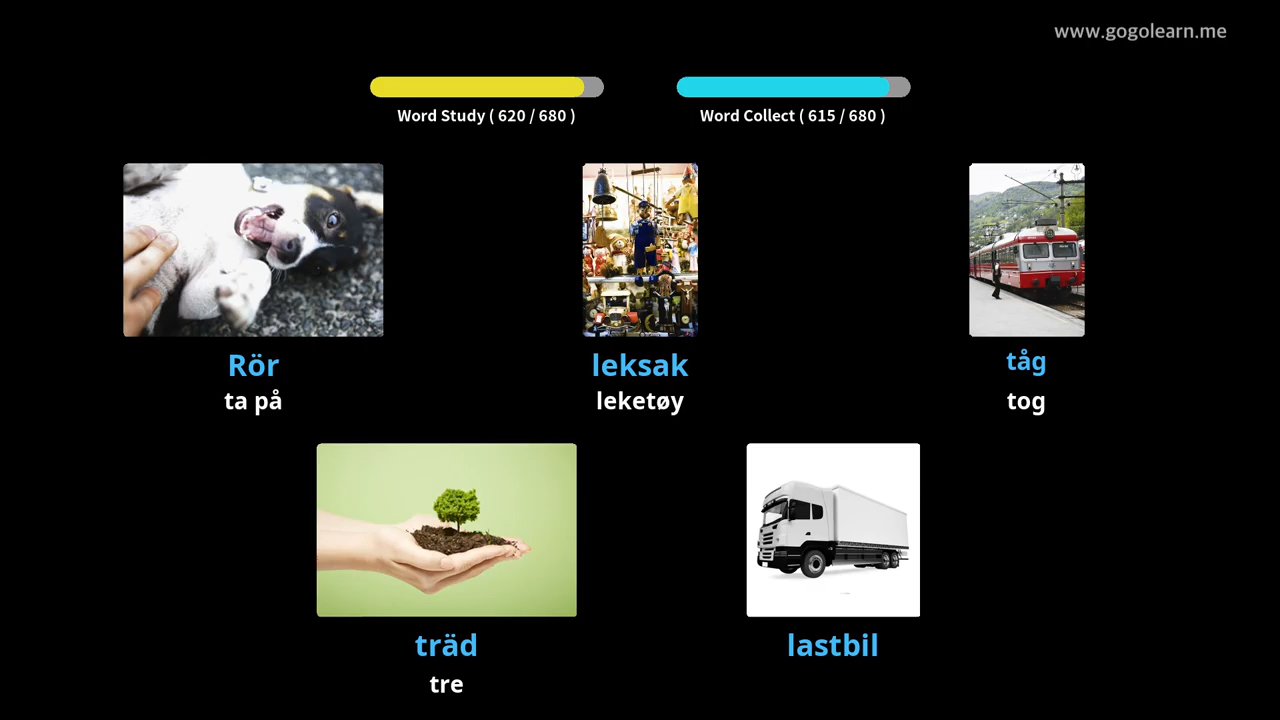 www.gogolearn.me
Word Study ( 620 / 680 )
Word Collect ( 615 / 680 )
Rör
ta på
leksak
leketøy
tåg
tog
träd
tre
lastbil